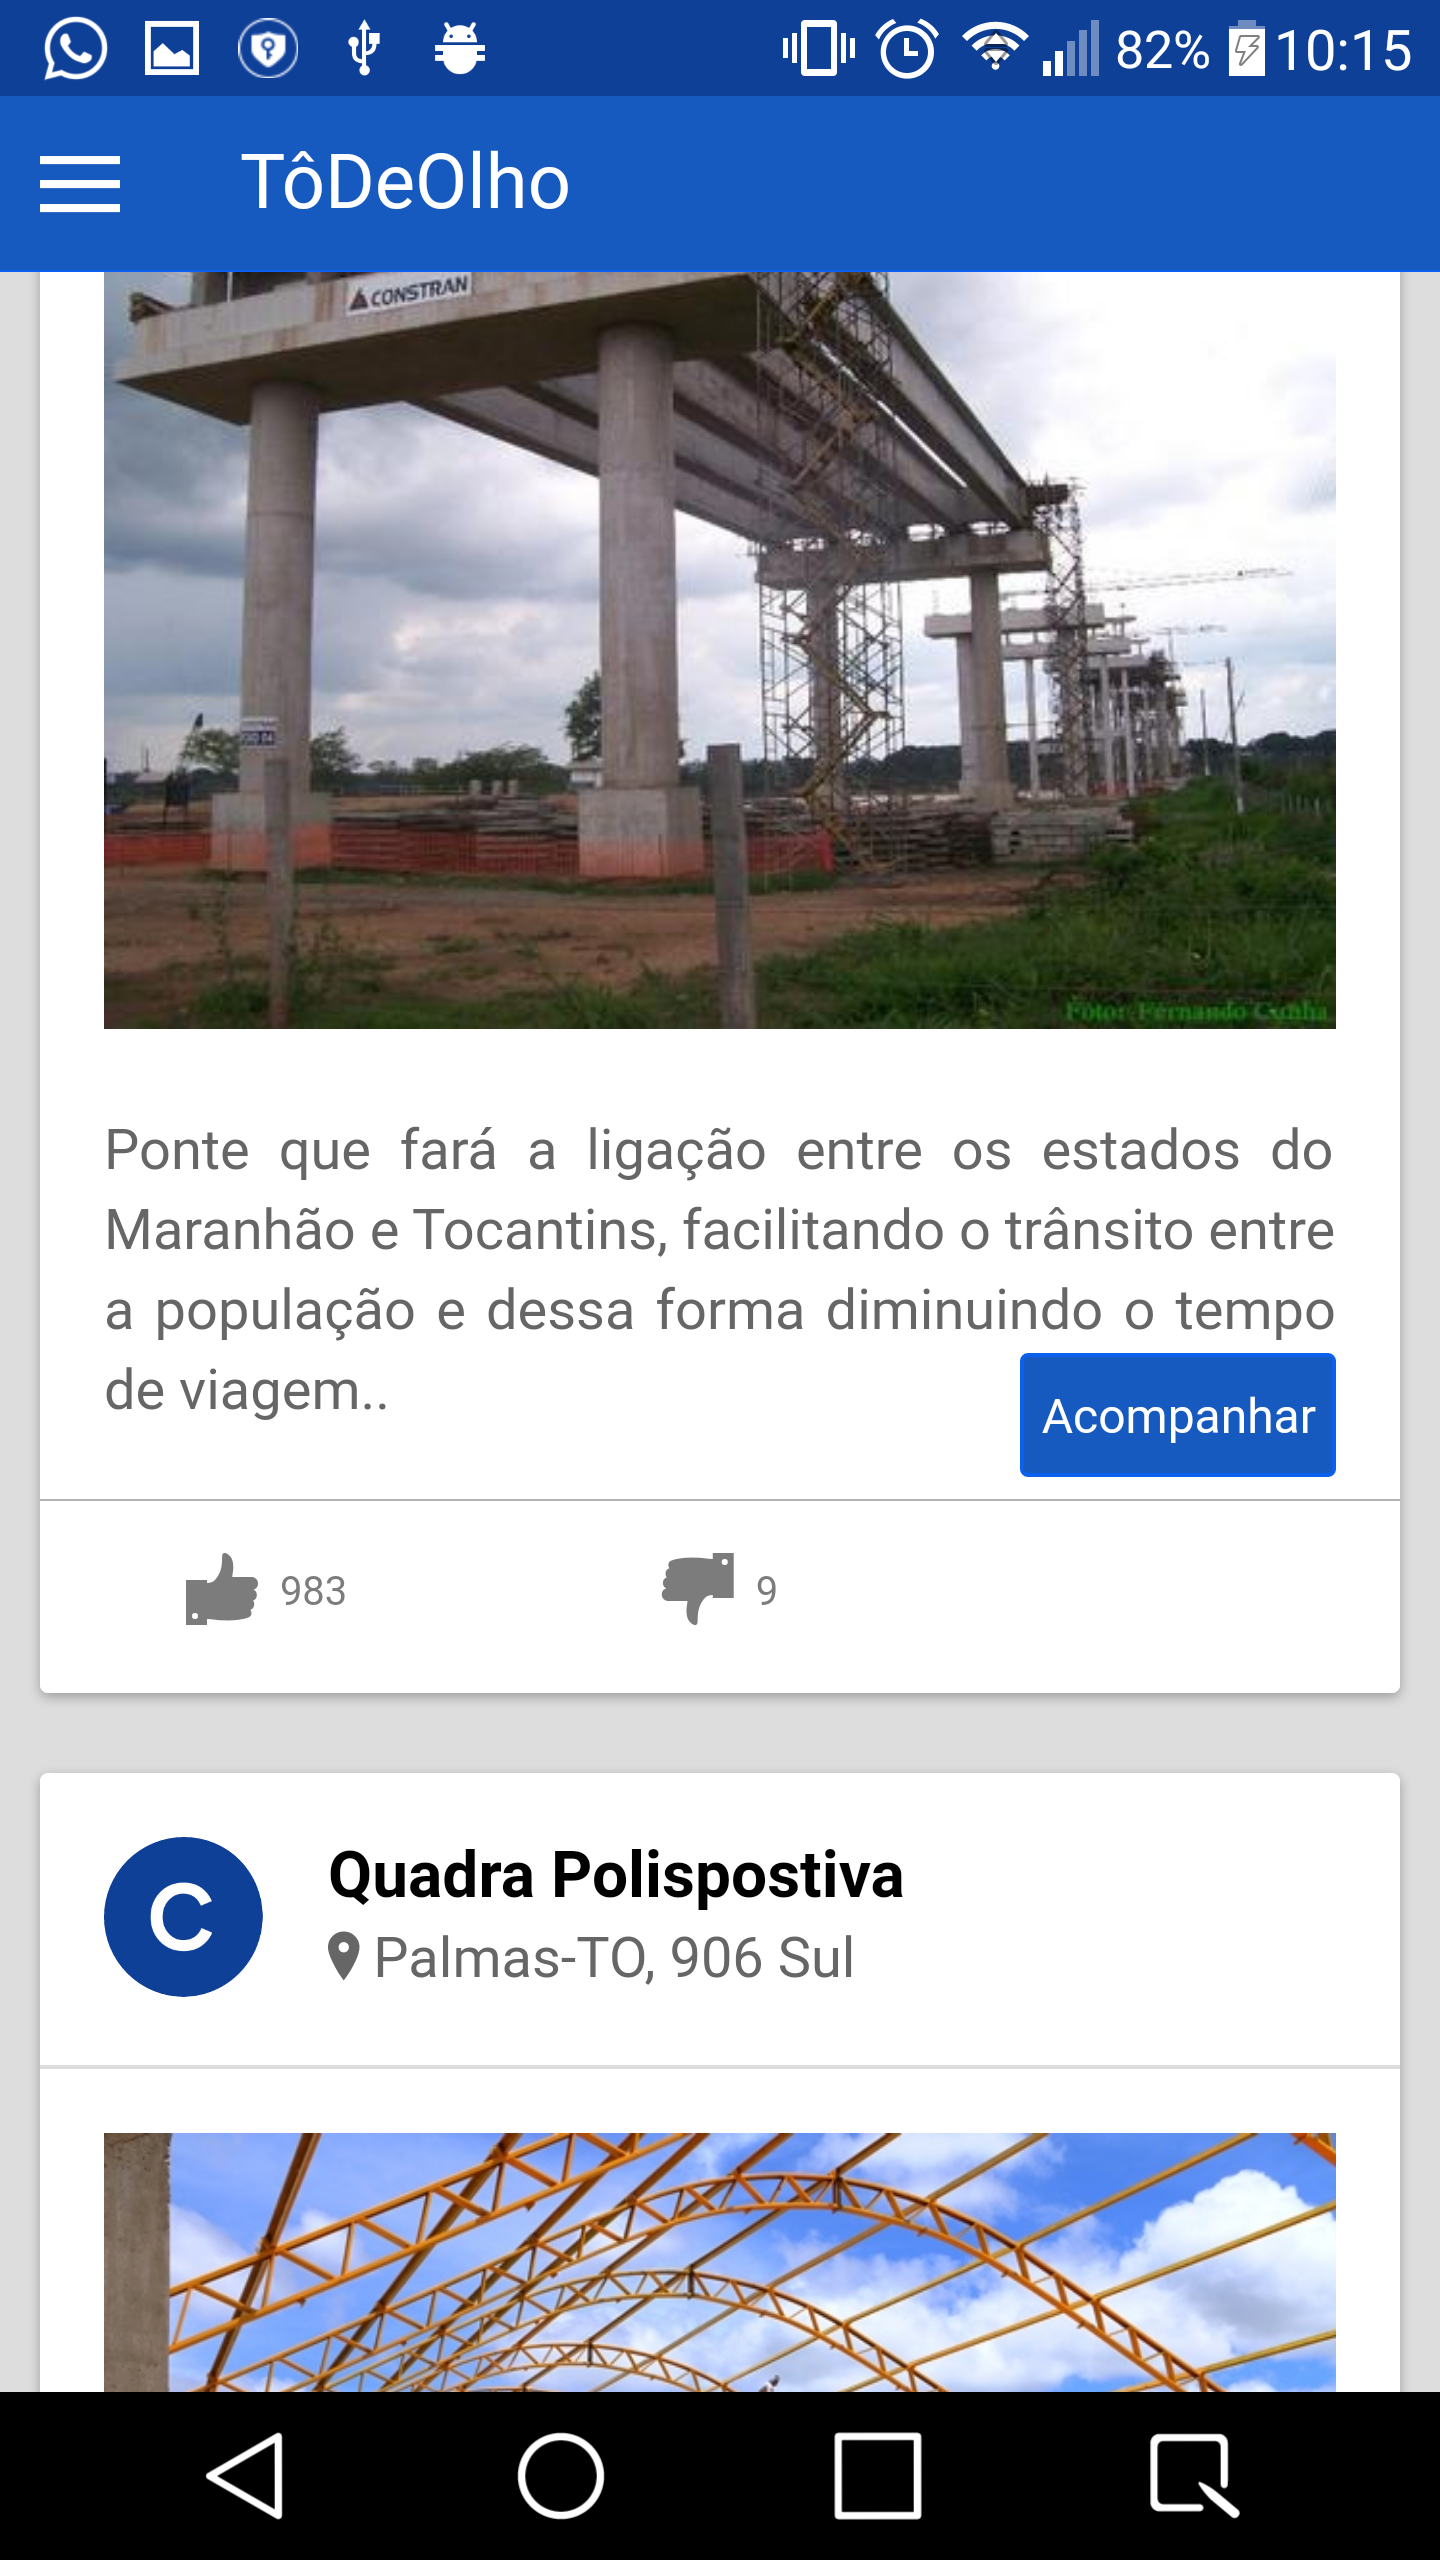 82% 10:15
TôDeOlho
CONSTRAN
Foto: Fernando Cunha
Ponte que fará a ligação entre os estados do
Maranhão e Tocantins, facilitando o trânsito entre
a população e dessa forma diminuindo o tempo
de viagem..
Acompanhar
983 9
C
Quadra Polispostiva
Palmas-TO, 906 Sul